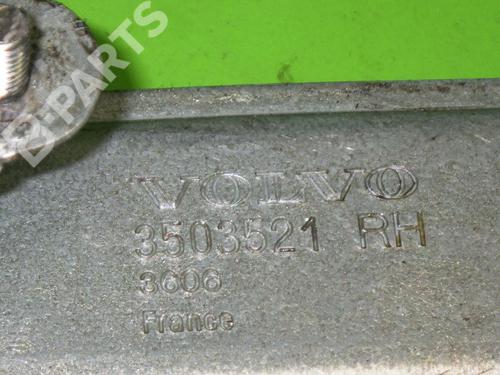 B-PARTS
VOLVO
3503521 RH
3606
France